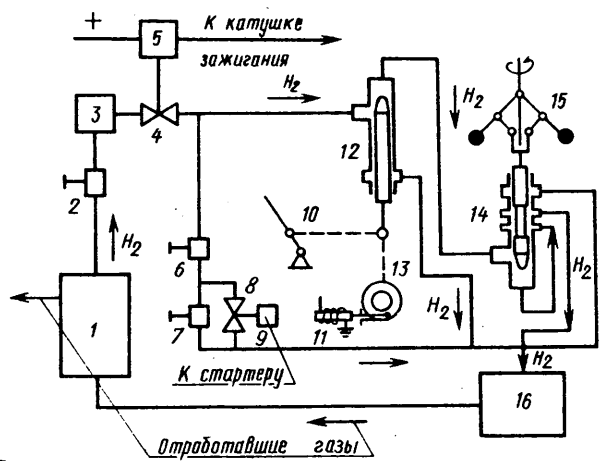 К катушке
+
5
зажигания
H₂
3
4
12
H₂
15
2
10
14
H₂
6
13
8
H₂
1
7
9
11
H₂
К стартеру
H₂
16
Отработавшие газы